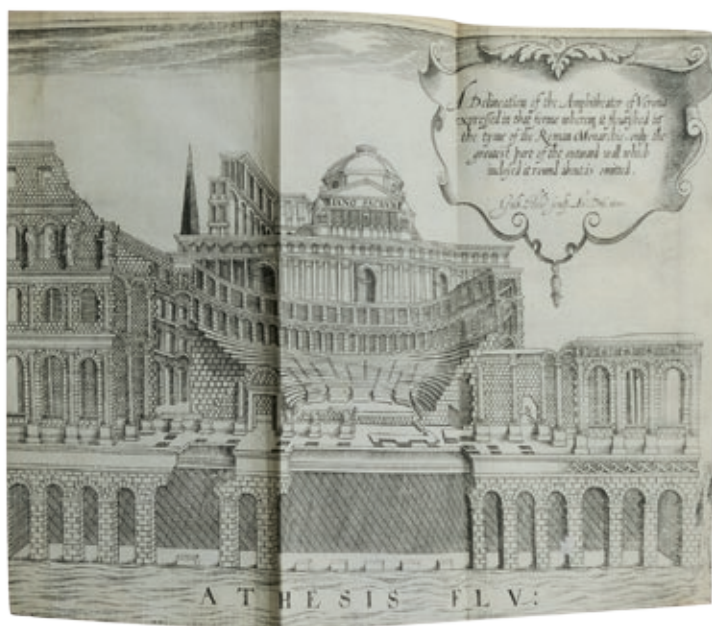 A Delineation of the Amphitheater of Verona
expressed in that forme wherein it flourished in
the tyme of the Roman Monarchie, only the
greatest part of the outward wall which
inclosed it round about is omitted.
IANO
ATHESIS FLV: